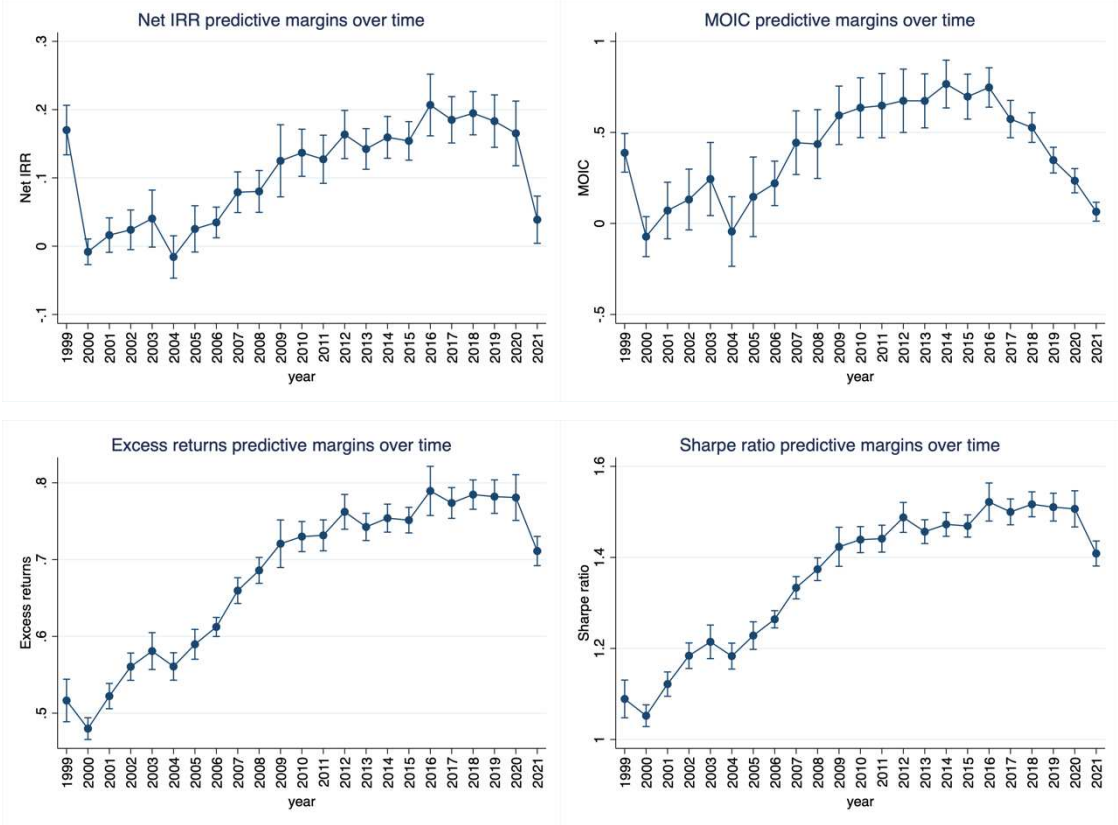 Net IRR predictive margins over time
Net IRR
.3
.2
.1
0
-.1
1999 2000 2001 2002 2003 2004 2005 2006 2007 2008 2009 2010 2011 2012 2013 2014 2015 2016 2017 2018 2019 2020 2021
year
MOIC predictive margins over time
MOIC
1
.5
0
-.5
1999 2000 2001 2002 2003 2004 2005 2006 2007 2008 2009 2010 2011 2012 2013 2014 2015 2016 2017 2018 2019 2020 2021
year
Excess returns predictive margins over time
Excess returns
.8
.7
.6
.5
1999 2000 2001 2002 2003 2004 2005 2006 2007 2008 2009 2010 2011 2012 2013 2014 2015 2016 2017 2018 2019 2020 2021
year
Sharpe ratio predictive margins over time
Sharpe ratio
1.6
1.4
1.2
1
1999 2000 2001 2002 2003 2004 2005 2006 2007 2008 2009 2010 2011 2012 2013 2014 2015 2016 2017 2018 2019 2020 2021
year